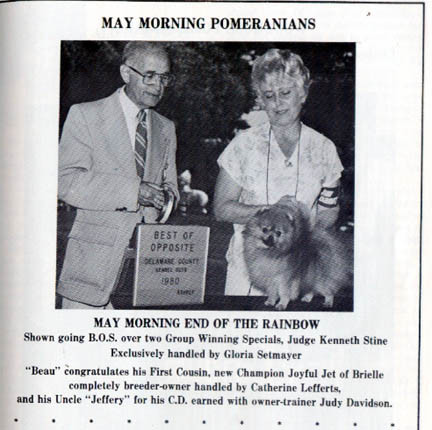 MAY MORNING POMERANIANS
BEST OF
OPPOSITE
DELAWARE COUNTY
KENNEL CLUB
1980
ASHBEY
MAY MORNING END OF THE RAINBOW
Shown going B.O.S. over two Group Winning Specials, Judge Kenneth Stine
Exclusively handled by Gloria Setmayer
"Beau" congratulates his First Cousin, new Champion Joyful Jet of Brielle
completely breeder-owner handled by Catherine Lefferts,
and his Uncle "Jeffery" for his C.D. earned with owner-trainer Judy Davidson.
* * * * * * * * * * *